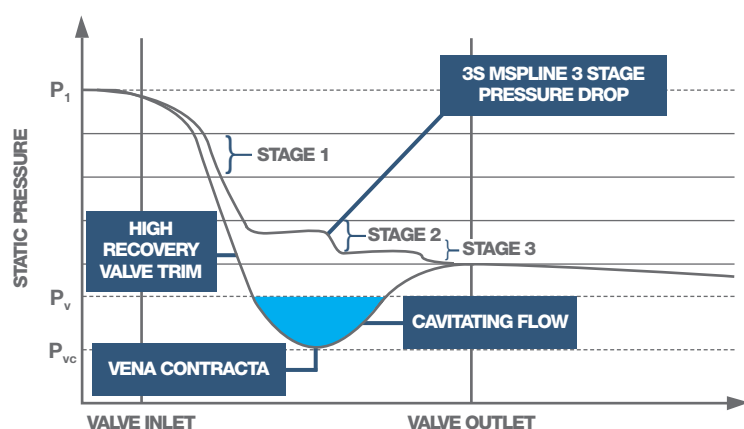 P1
3S MSPLINE 3 STAGE
PRESSURE DROP
STAGE 1
STATIC PRESSURE
HIGH
RECOVERY
VALVE TRIM
STAGE 2
STAGE 3
Pv
CAVITATING FLOW
Pvc
VENA CONTRACTA
VALVE INLET
VALVE OUTLET